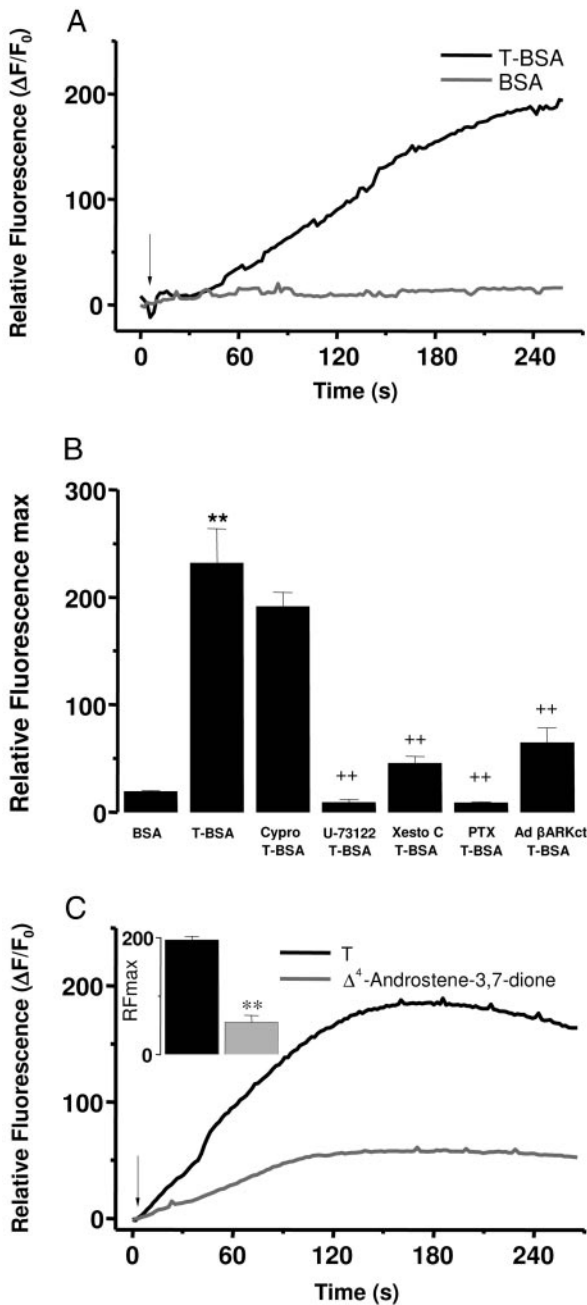 A
Relative Fluorescence (ΔF/F0)
T-BSA
BSA
200
100
0
0 60 120 180 240
Time (s)
B
Relative Fluorescence max
300
200
100
0
**
++
++
++
++
BSA T-BSA Cypro U-73122 Xesto C PTX Ad βARKct
T-BSA T-BSA T-BSA T-BSA T-BSA
C
Relative Fluorescence (ΔF/F0)
T
Δ4-Androstene-3,7-dione
200
RFmax
**
0
200
100
0
0 60 120 180 240
Time (s)